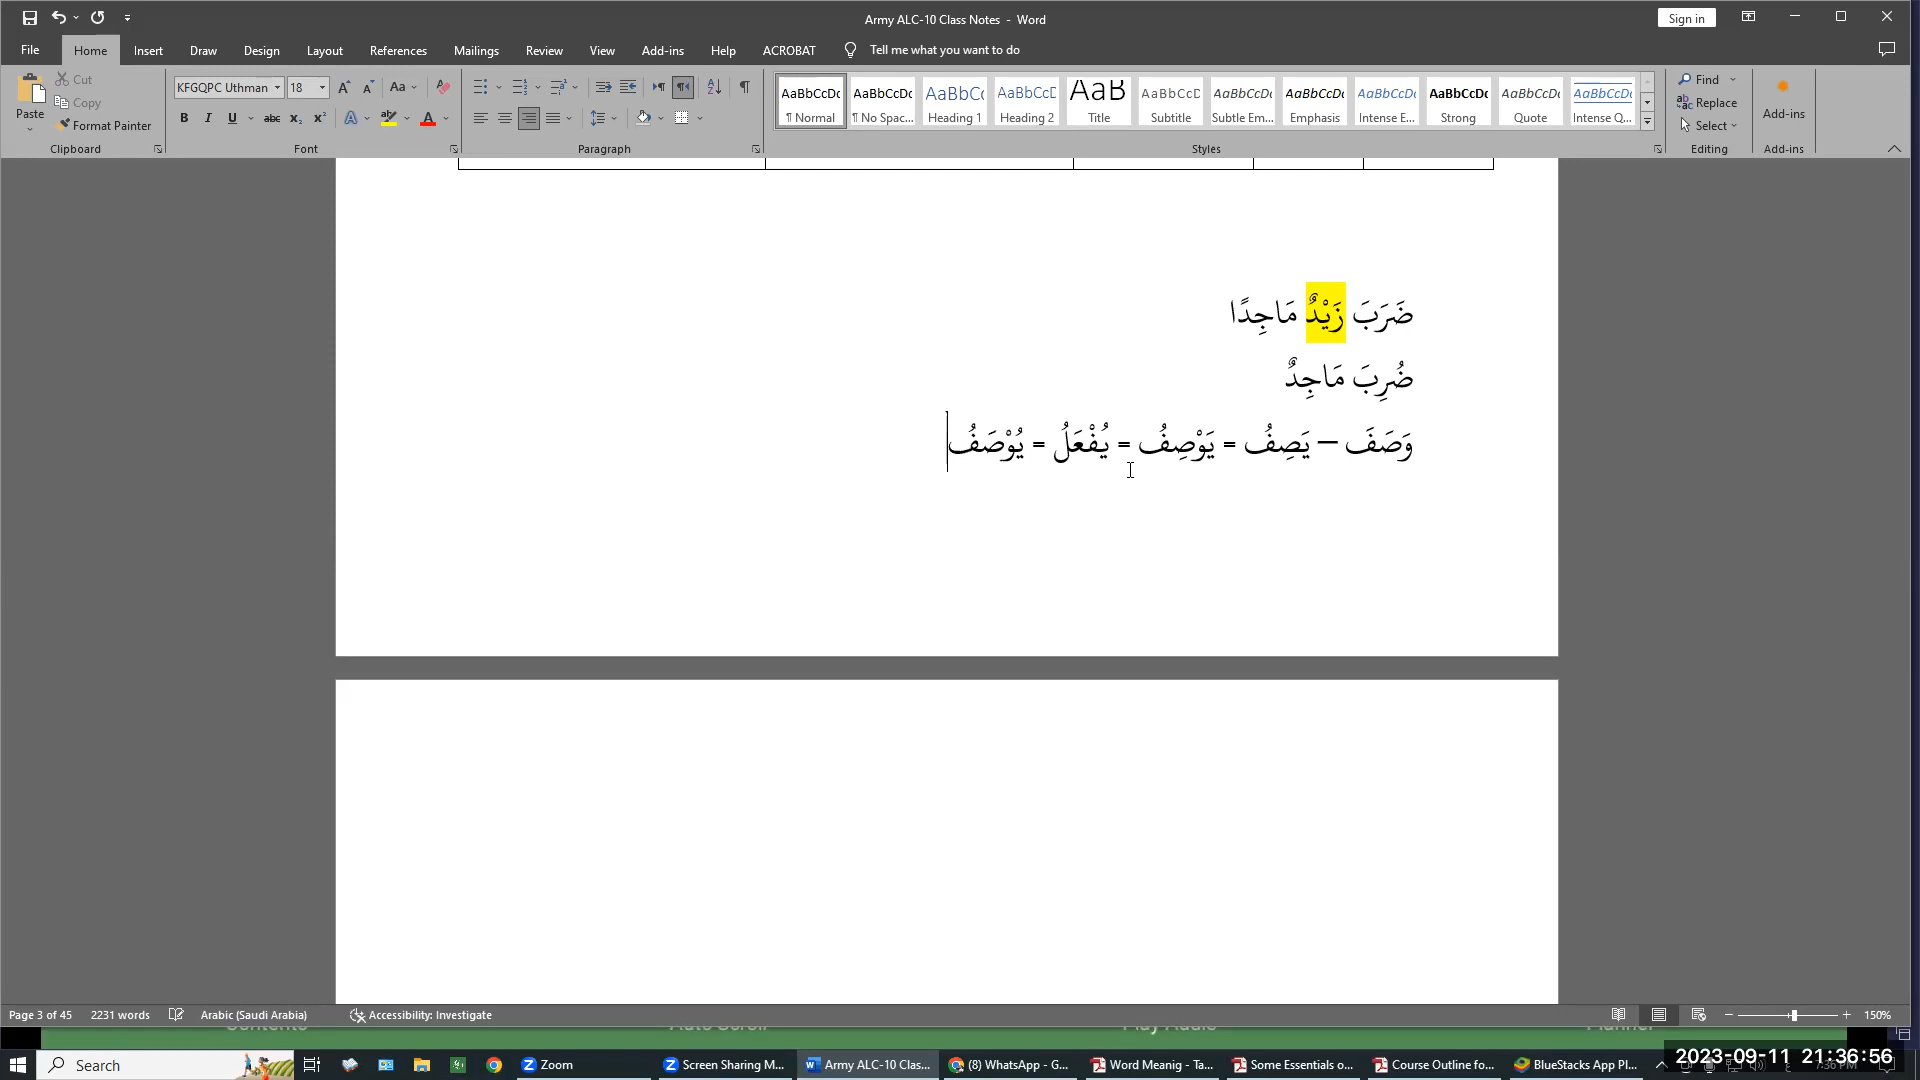 Army ALC-10 Class Notes - Word
Sign in
File Home Insert Draw Design Layout References Mailings Review View Add-ins Help ACROBAT Tell me what you want to do
Paste Cut Copy Format Painter
KFGQPC Uthman 18
AaBbCcDc AaBbCcDc AaBbC AaBbCcD AaB AaBbCcD AaBbCcDc AaBbCcDc AaBbCcDc AaBbCcDc AaBbCcDc AaBbCcDc
¶ Normal ¶ No Spac... Heading 1 Heading 2 Title Subtitle Subtle Em... Emphasis Intense E... Strong Quote Intense Q...
Find Replace Select
Add-ins
Clipboard Font Paragraph Styles Editing Add-ins
ضَرَبَ زَيْدٌ مَاجِدًا
ضُرِبَ مَاجِدٌ
وَصَفَ – يَصِفُ = يَوْصِفُ = يُفْعَلُ = يُوْصَفُ
Page 3 of 45 2231 words Arabic (Saudi Arabia) Accessibility: Investigate 150%
Search Zoom Screen Sharing M... Army ALC-10 Clas... (8) WhatsApp - G... Word Meanig - Ta... Some Essentials o... Course Outline fo... BlueStacks App Pl...
2023-09-11 21:36:56